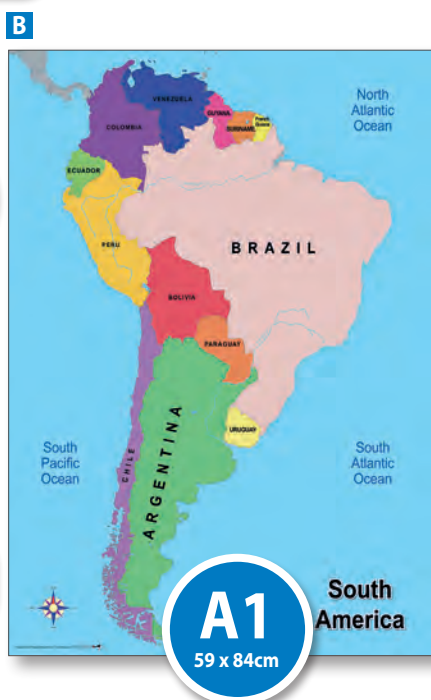 B
North
Atlantic
Ocean
VENEZUELA
COLOMBIA
GUYANA
SURINAME
French
Guiana
ECUADOR
PERU
BRAZIL
BOLIVIA
PARAGUAY
CHILE
ARGENTINA
URUGUAY
South
Pacific
Ocean
South
Atlantic
Ocean
South
America
A1
59 x 84cm